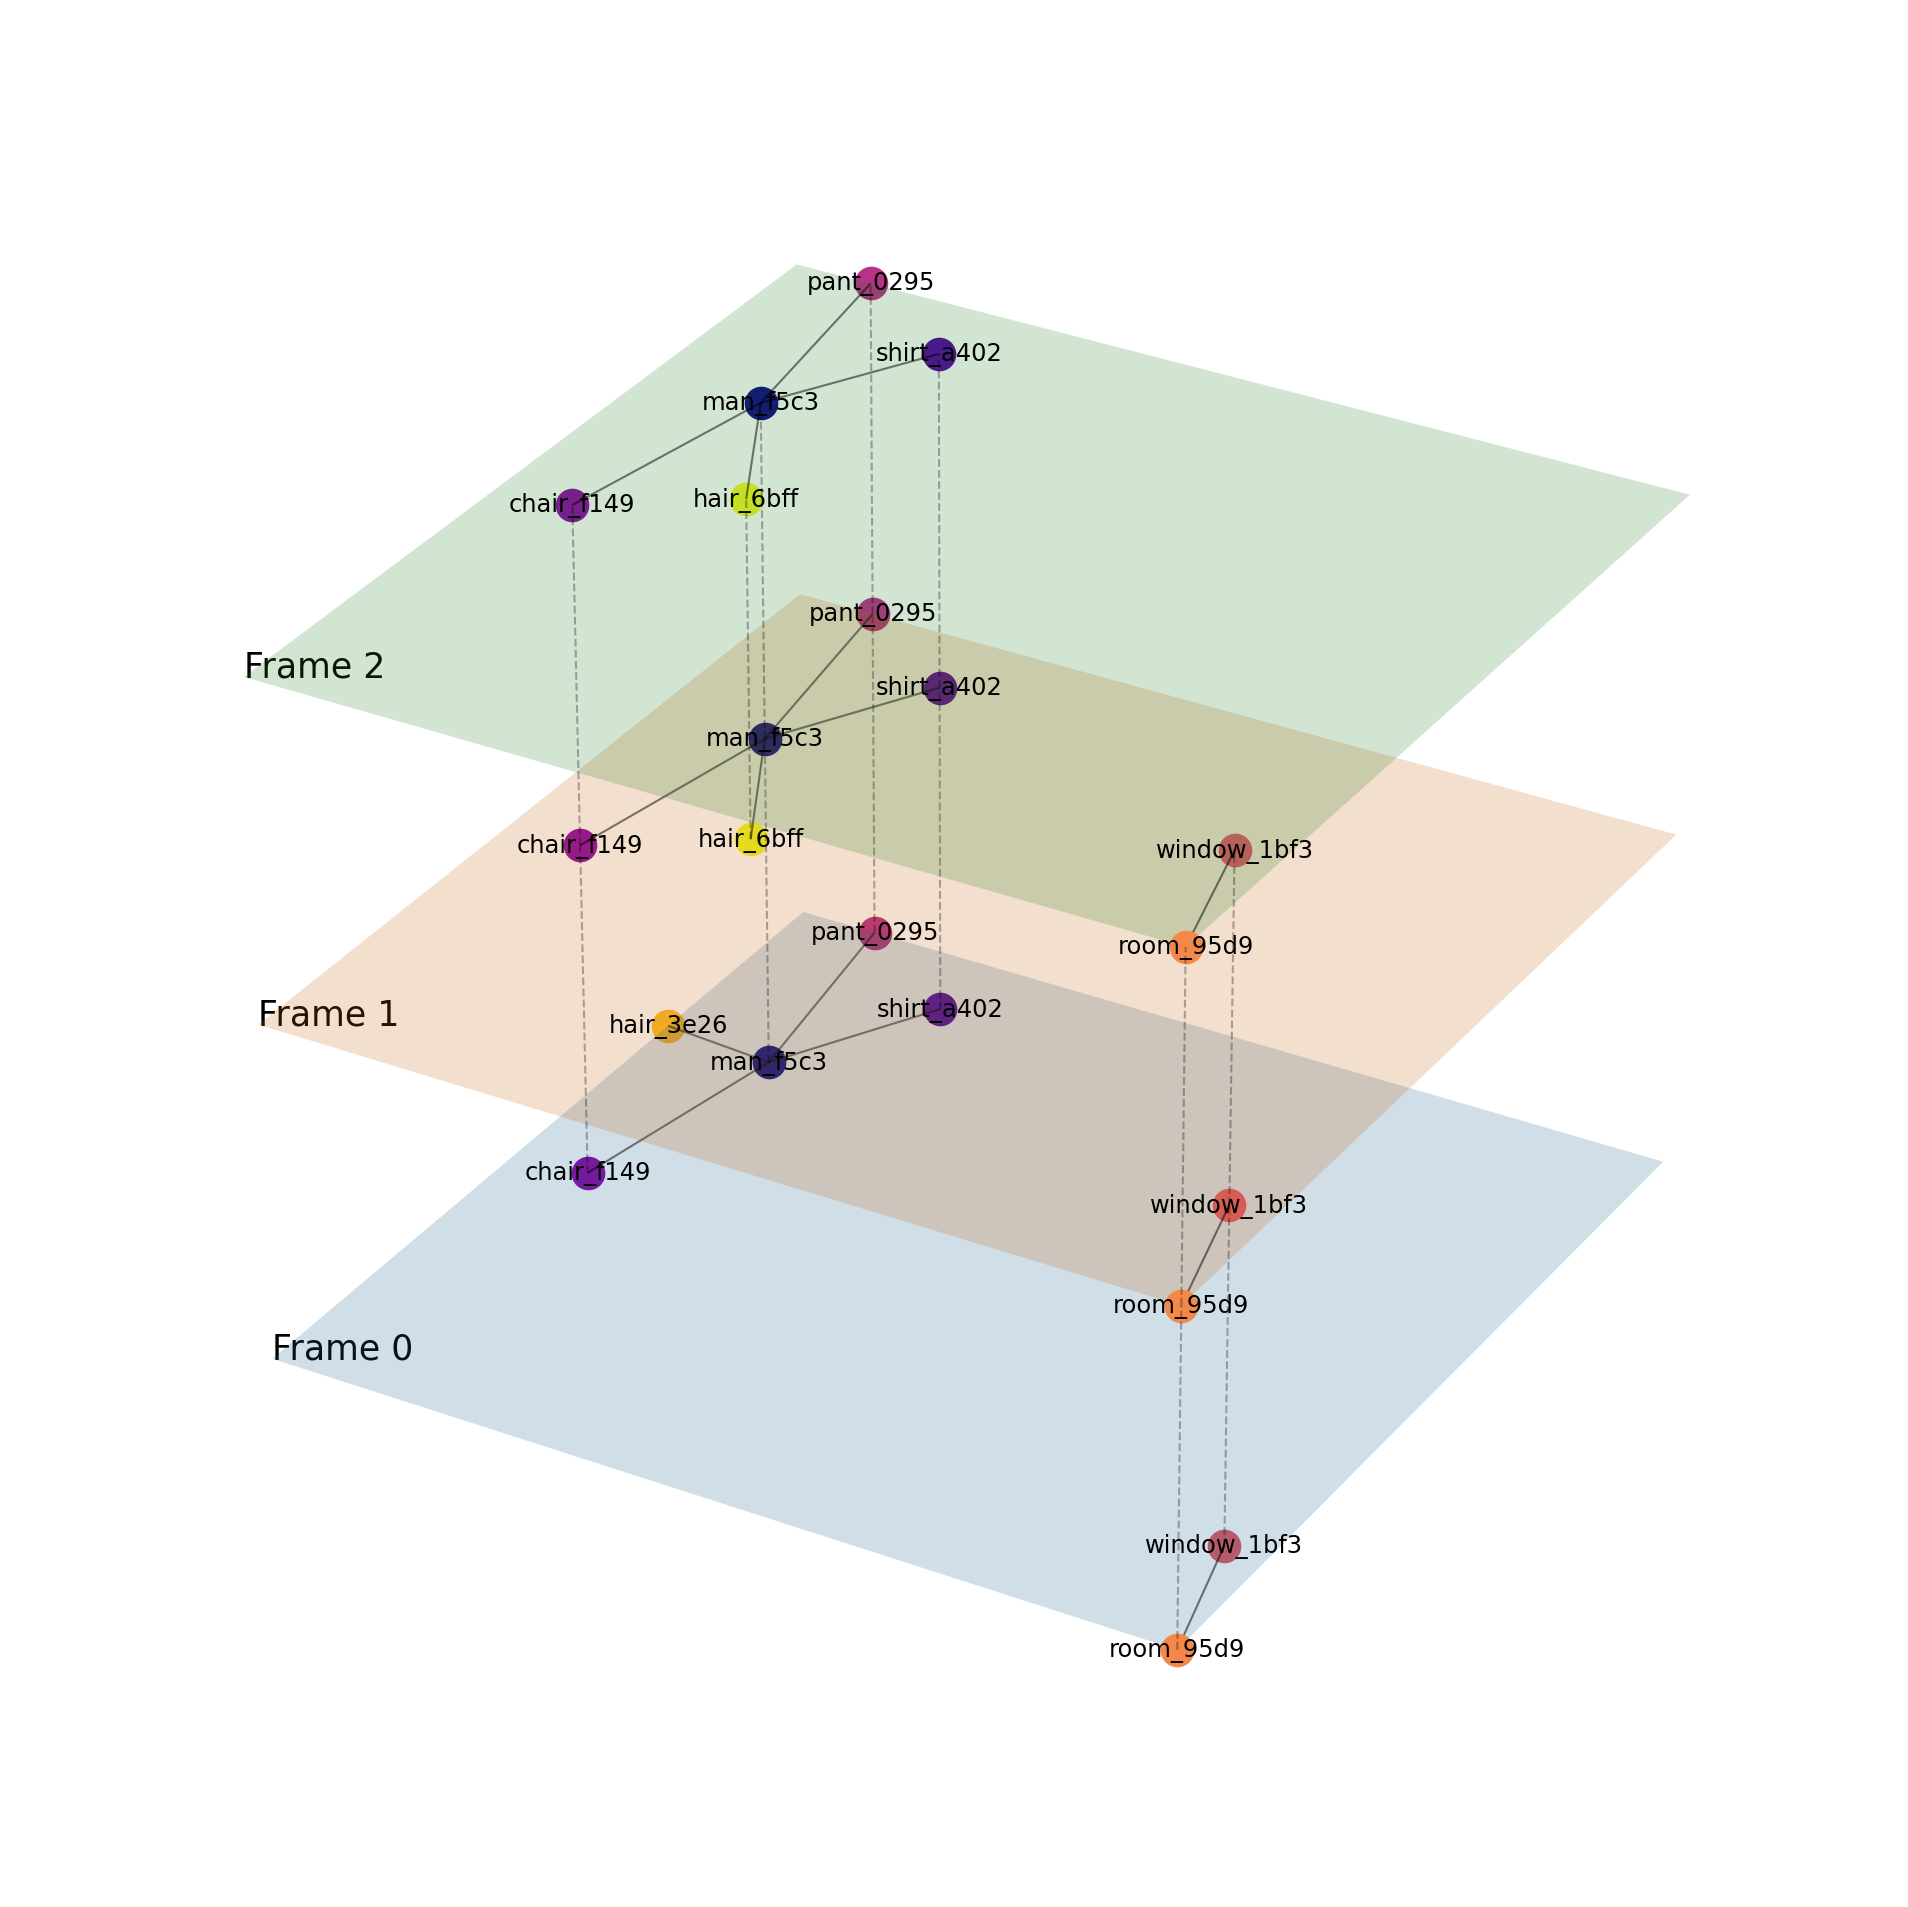 pant_0295
shirt_a402
man_f5c3
chair_f149
hair_6bff
Frame 2
pant_0295
shirt_a402
man_f5c3
chair_f149
hair_6bff
window_1bf3
room_95d9
Frame 1
pant_0295
shirt_a402
hair_3e26
man_f5c3
chair_f149
window_1bf3
room_95d9
Frame 0
window_1bf3
room_95d9